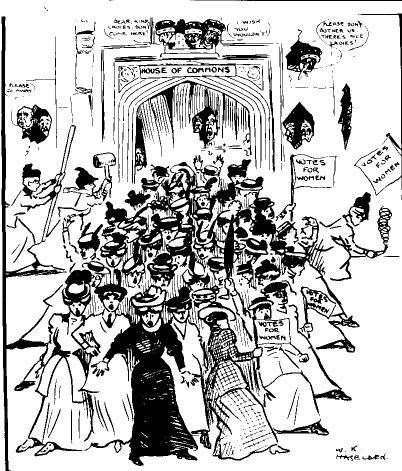 DEAR, KIND
LADIES, DON'T
COME HERE!
I WISH
YOU
WOULDN'T!
PLEASE DON'T
BOTHER US.
THERE'S NICE
LADIES!
PLEASE
GO AWAY
HOUSE OF COMMONS
VOTES
FOR
WOMEN
VOTES
FOR
WOMEN
VOTES
FOR
WOMEN
VOTES
FOR
WOMEN
W. K
HASELDEN.